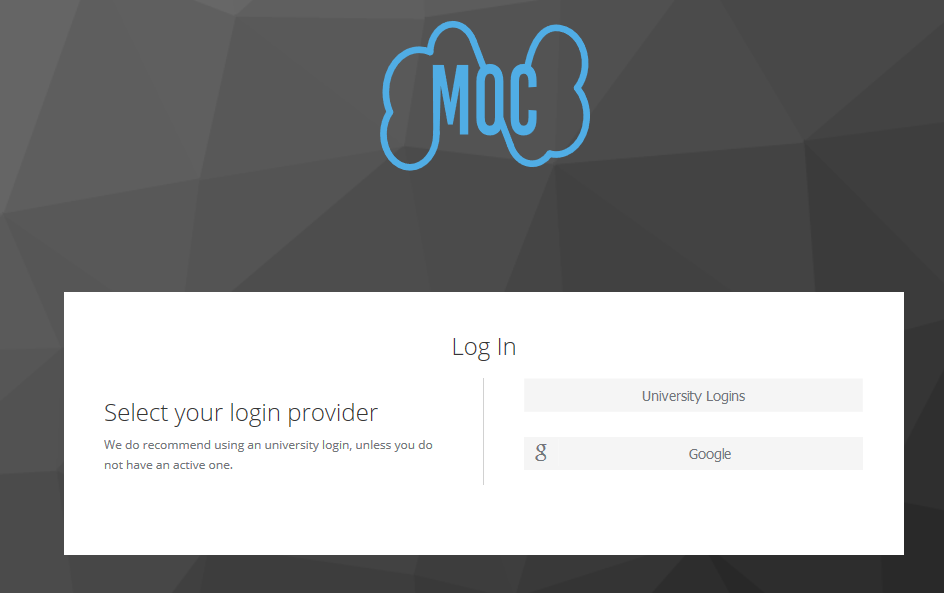 MOC
Log In
Select your login provider
We do recommend using an university login, unless you do
not have an active one.
University Logins
g
Google